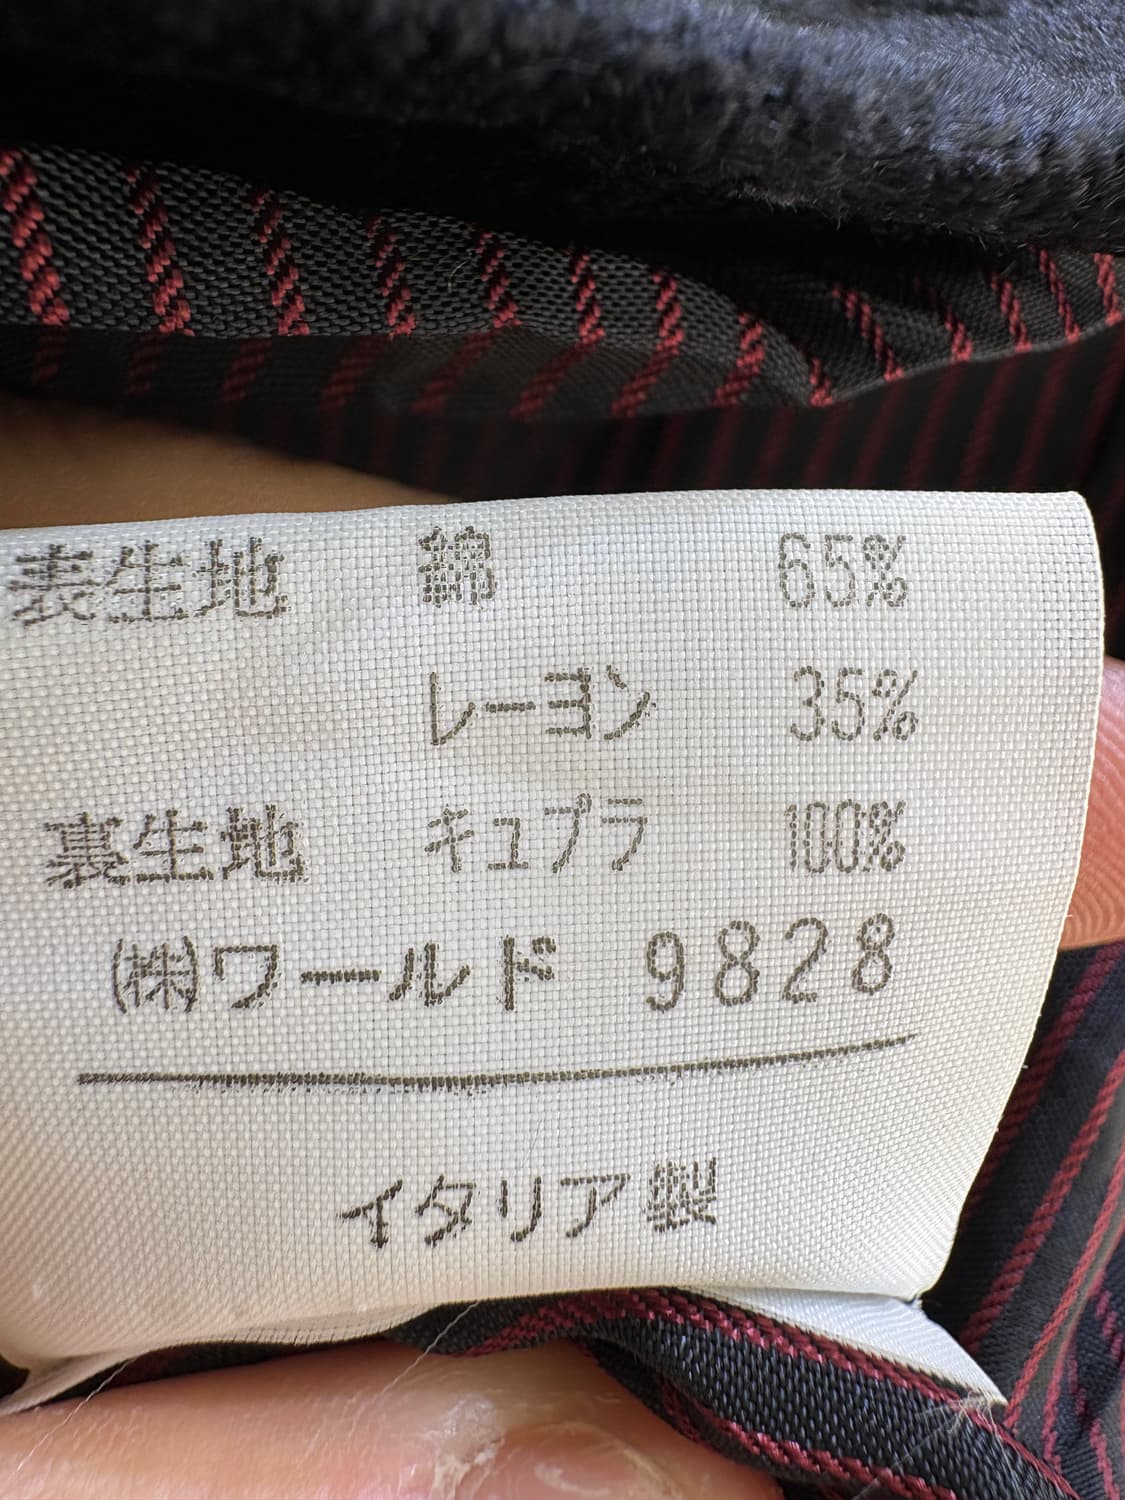 表生地 綿 65%
レーヨン 35%
裏生地 キュプラ 100%
㈱ワールド 9828
イタリア製